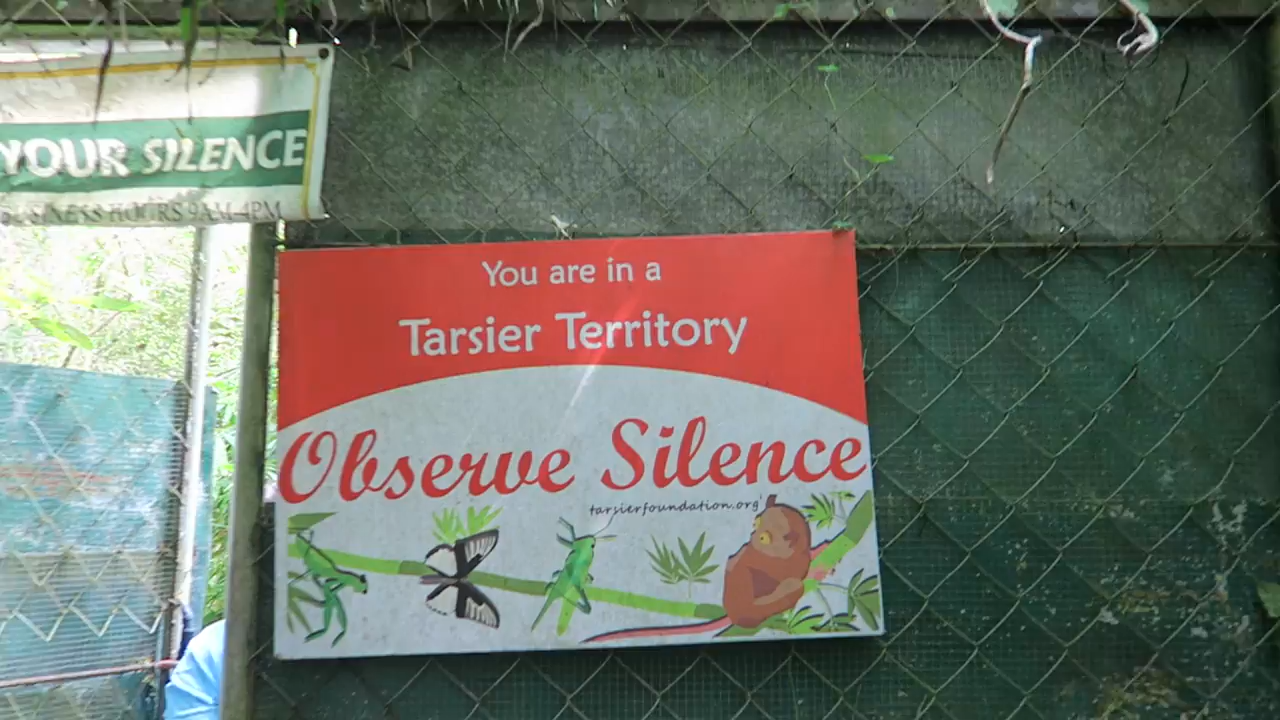 YOUR SILENCE
BUSINESS HOURS 9AM-4PM
You are in a
Tarsier Territory
Observe Silence
tarsierfoundation.org